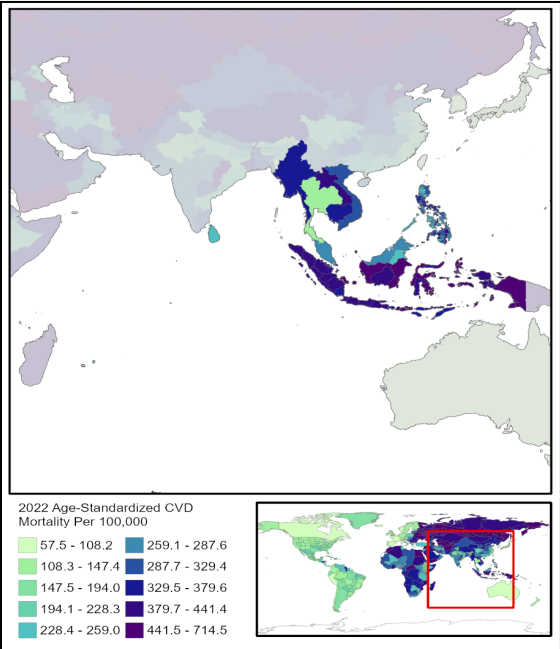 2022 Age-Standardized CVD
Mortality Per 100,000
57.5 - 108.2
108.3 - 147.4
147.5 - 194.0
194.1 - 228.3
228.4 - 259.0
259.1 - 287.6
287.7 - 329.4
329.5 - 379.6
379.7 - 441.4
441.5 - 714.5